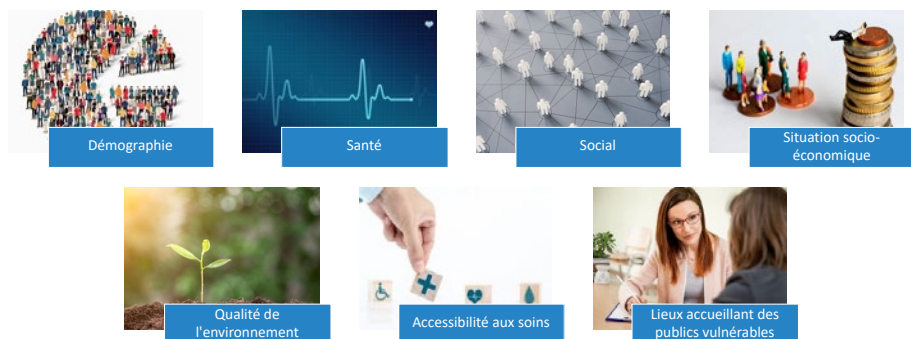 Démographie
Santé
Social
Situation socio-
économique
Qualité de
l'environnement
Accessibilité aux soins
Lieux accueillant des
publics vulnérables